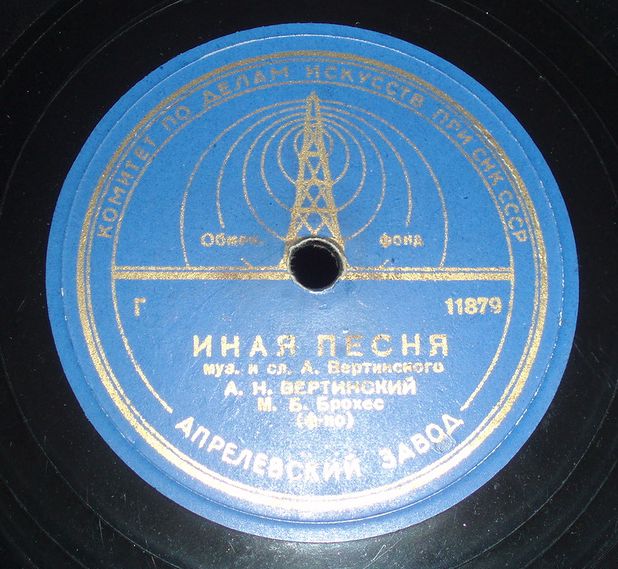 КОМИТЕТ ПО ДЕЛАМ ИСКУССТВ ПРИ СНК СССР
Обмен. фонд
Г 11879
ИНАЯ ПЕСНЯ
муз. и сл. А. Вертинского
А. Н. ВЕРТИНСКИЙ
М. Б. Брохес
(ф-но)
АПРЕЛЕВСКИЙ ЗАВОД